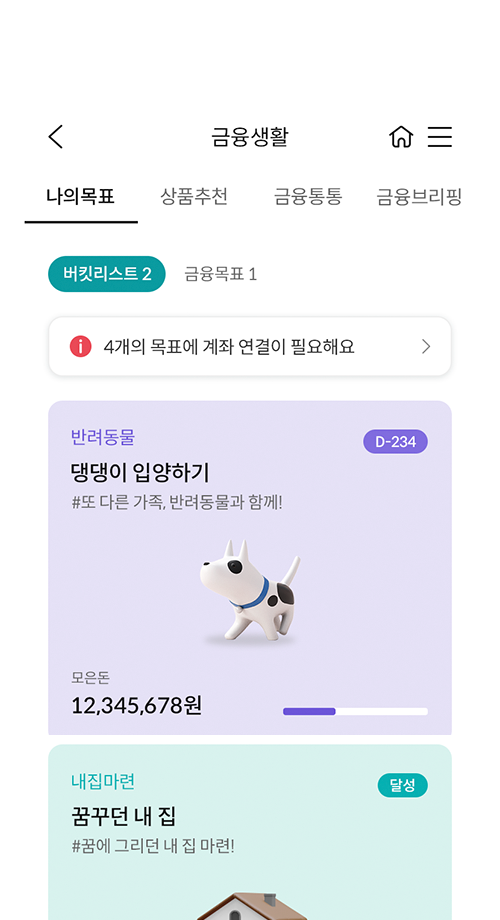 금융생활
나의목표 상품추천 금융통통 금융브리핑
버킷리스트 2 금융목표 1
4개의 목표에 계좌 연결이 필요해요
반려동물
D-234
댕댕이 입양하기
#또 다른 가족, 반려동물과 함께!
모은돈
12,345,678원
내집마련
달성
꿈꾸던 내 집
#꿈에 그리던 내 집 마련!